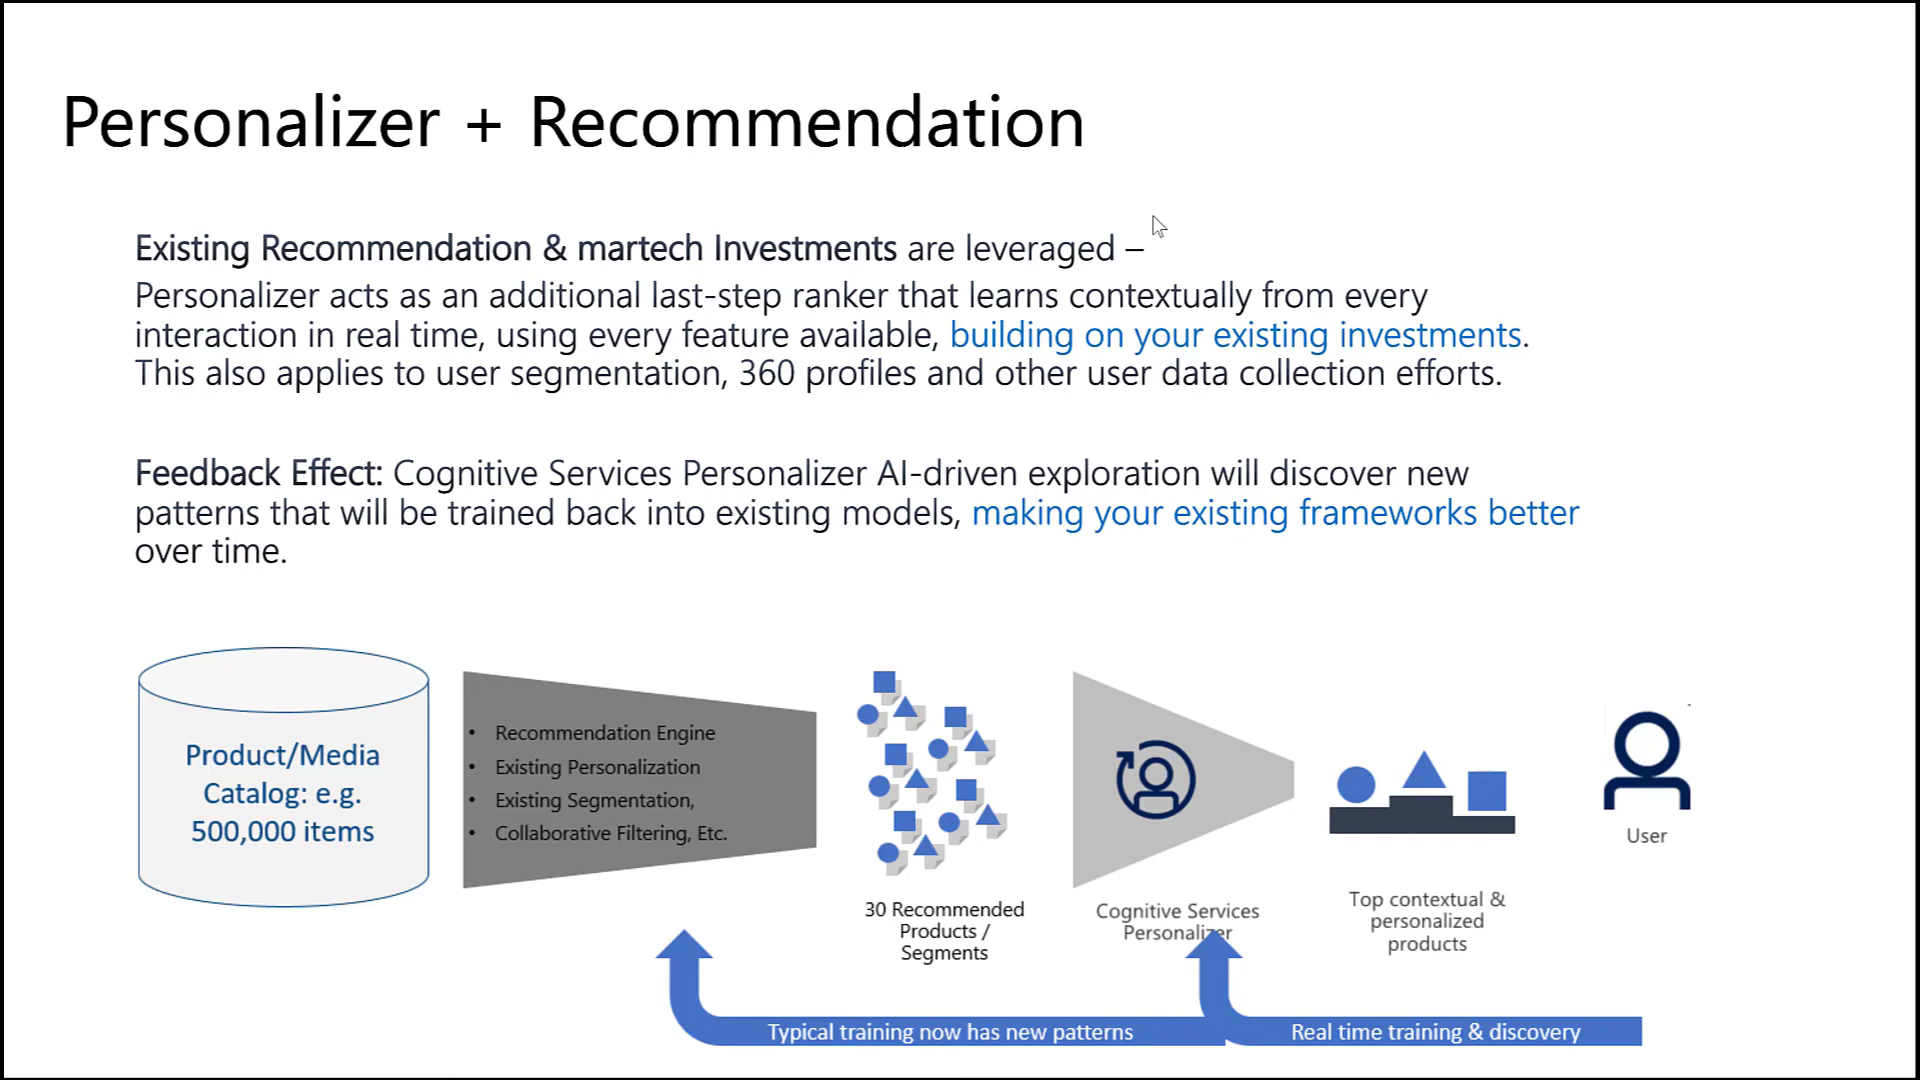 Personalizer + Recommendation
Existing Recommendation & martech Investments are leveraged –
Personalizer acts as an additional last-step ranker that learns contextually from every
interaction in real time, using every feature available, building on your existing investments.
This also applies to user segmentation, 360 profiles and other user data collection efforts.
Feedback Effect: Cognitive Services Personalizer AI-driven exploration will discover new
patterns that will be trained back into existing models, making your existing frameworks better
over time.
Product/Media
Catalog: e.g.
500,000 items
• Recommendation Engine
• Existing Personalization
• Existing Segmentation,
• Collaborative Filtering, Etc.
30 Recommended
Products /
Segments
Cognitive Services
Personalizer
Top contextual &
personalized
products
User
Typical training now has new patterns
Real time training & discovery